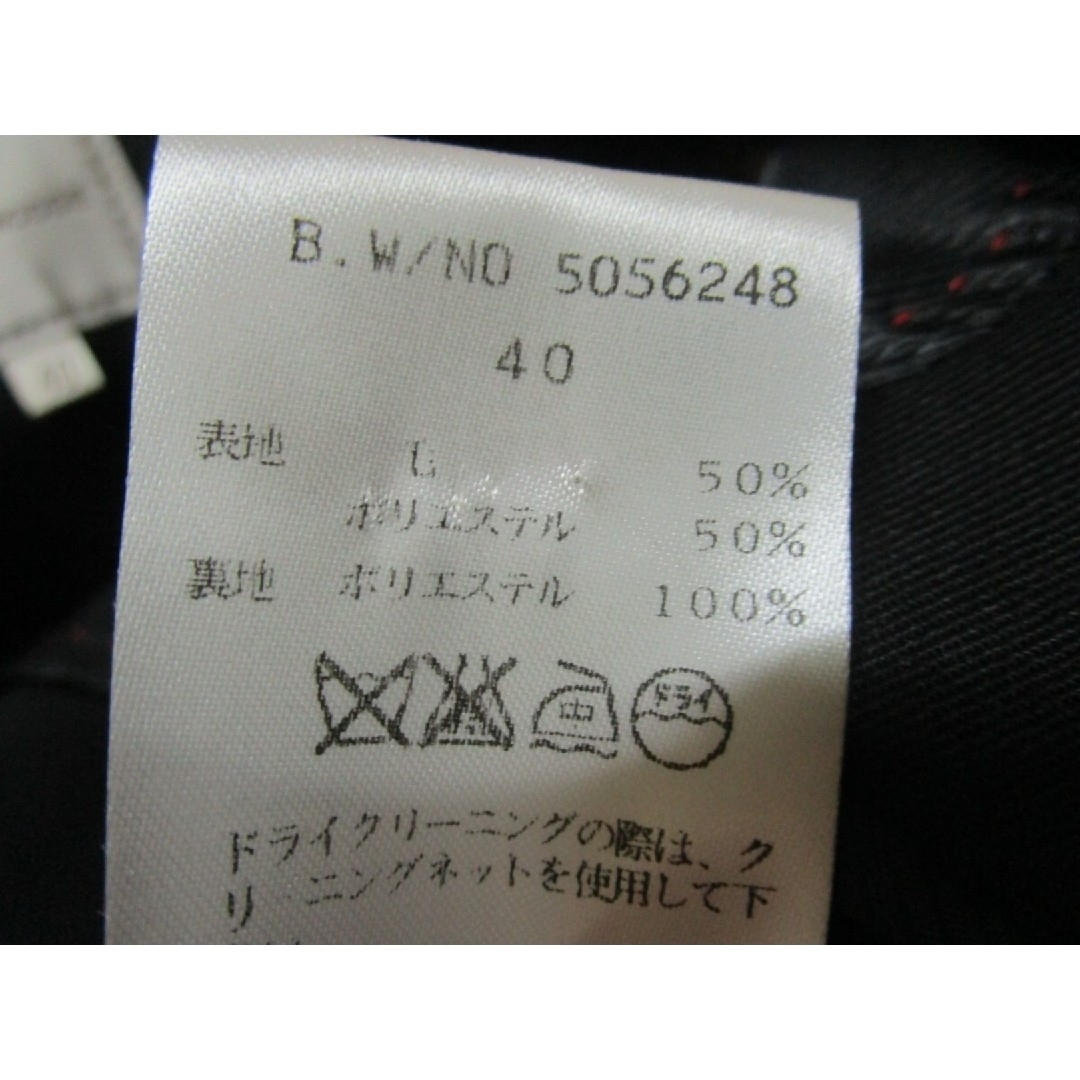 B.W/NO 5056248
40
表地 50%
ポリエステル 50%
裏地 ポリエステル 100%
中 ドライ
ドライクリーニングの際は、ク
リーニングネットを使用して下